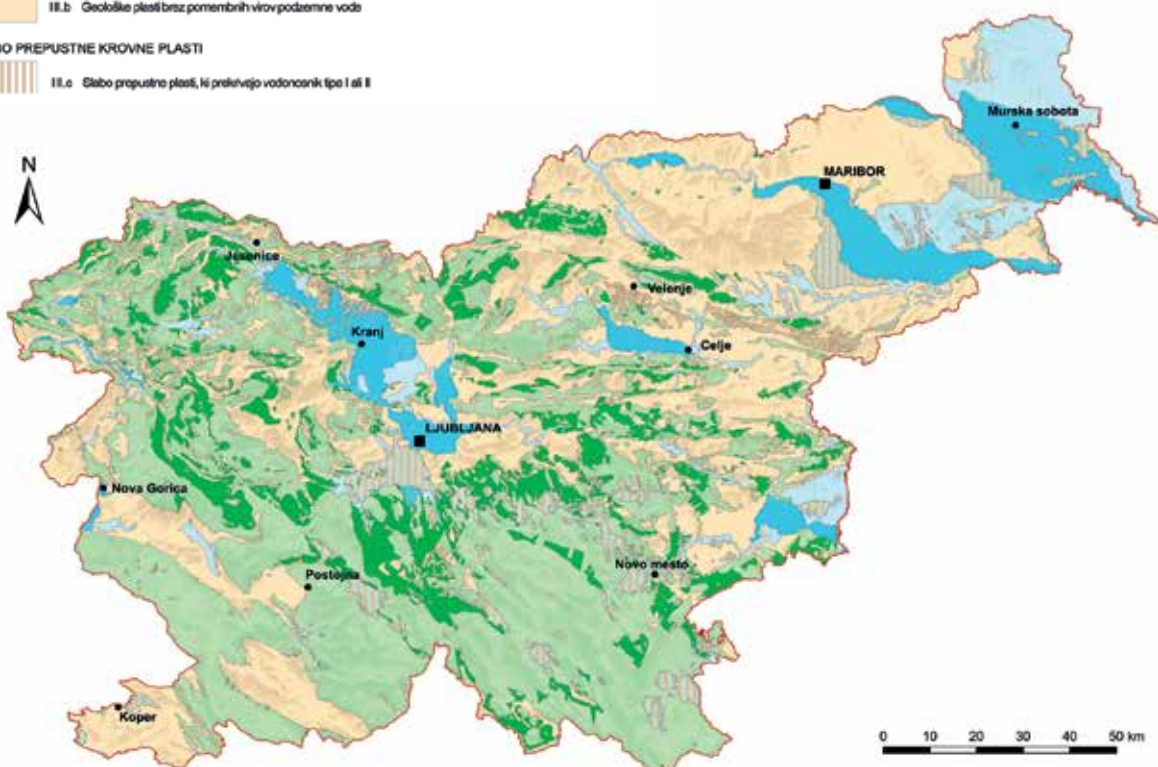 III.b Geološke plasti brez pomembnih virov podzemne vode
O PREPUSTNE KROVNE PLASTI
III.c Slabo prepustne plasti, ki prekrivajo vodonosnik tipa I ali II
N
Murska sobota
MARIBOR
Jesenice
Velenje
Kranj
Celje
LJUBLJANA
Nova Gorica
Novo mesto
Postojna
Koper
0 10 20 30 40 50 km